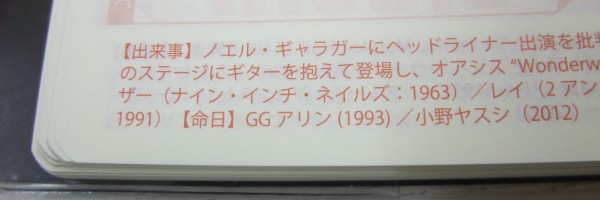 【出来事】ノエル・ギャラガーにヘッドライナー出演を批判
のステージにギターを抱えて登場し、オアシス “Wonderw
ザー（ナイン・インチ・ネイルズ：1963）／レイ（2 アン
1991）【命日】GG アリン (1993) ／小野ヤスシ（2012）